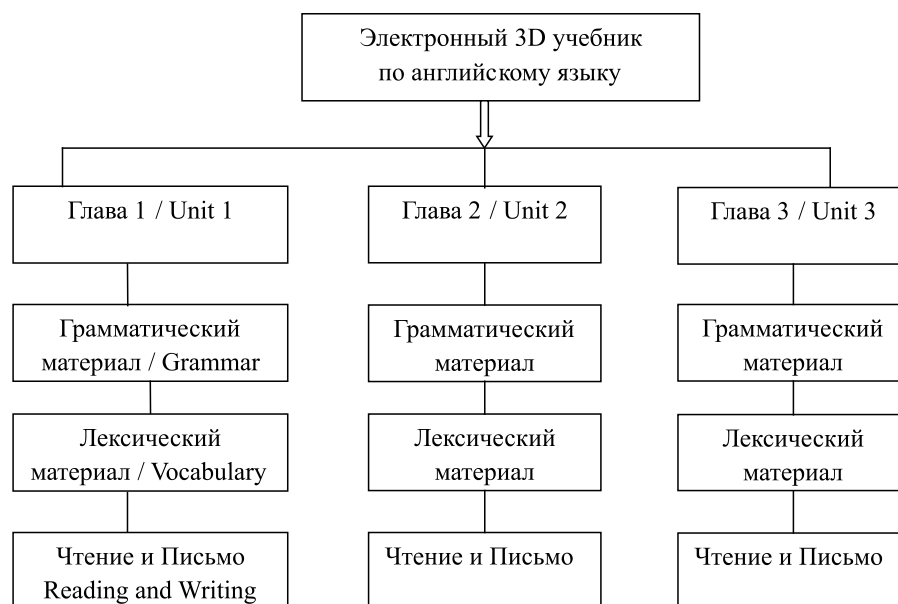 Электронный 3D учебник
по английскому языку
Глава 1 / Unit 1
Глава 2 / Unit 2
Глава 3 / Unit 3
Грамматический
материал / Grammar
Грамматический
материал
Грамматический
материал
Лексический
материал / Vocabulary
Лексический
материал
Лексический
материал
Чтение и Письмо
Reading and Writing
Чтение и Письмо
Чтение и Письмо